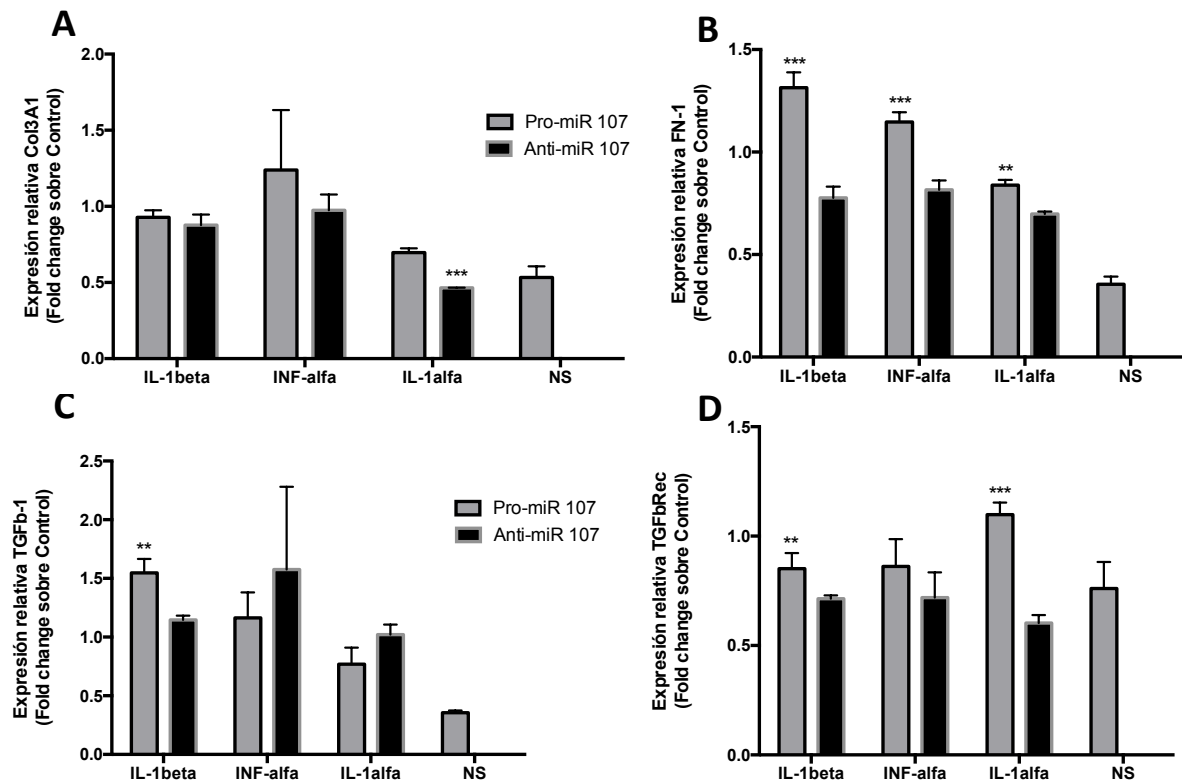 A
Expresión relativa Col3A1
(Fold change sobre Control)
2.0
1.5
1.0
0.5
0.0
***
IL-1beta INF-alfa IL-1alfa NS
Pro-miR 107
Anti-miR 107
B
Expresión relativa FN-1
(Fold change sobre Control)
1.5
1.0
0.5
0.0
*** *** **
IL-1beta INF-alfa IL-1alfa NS
C
Expresión relativa TGFb-1
(Fold change sobre Control)
2.5
2.0
1.5
1.0
0.5
0.0
**
IL-1beta INF-alfa IL-1alfa NS
Pro-miR 107
Anti-miR 107
D
Expresión relativa TGFbRec
(Fold change sobre Control)
1.5
1.0
0.5
0.0
** ***
IL-1beta INF-alfa IL-1alfa NS